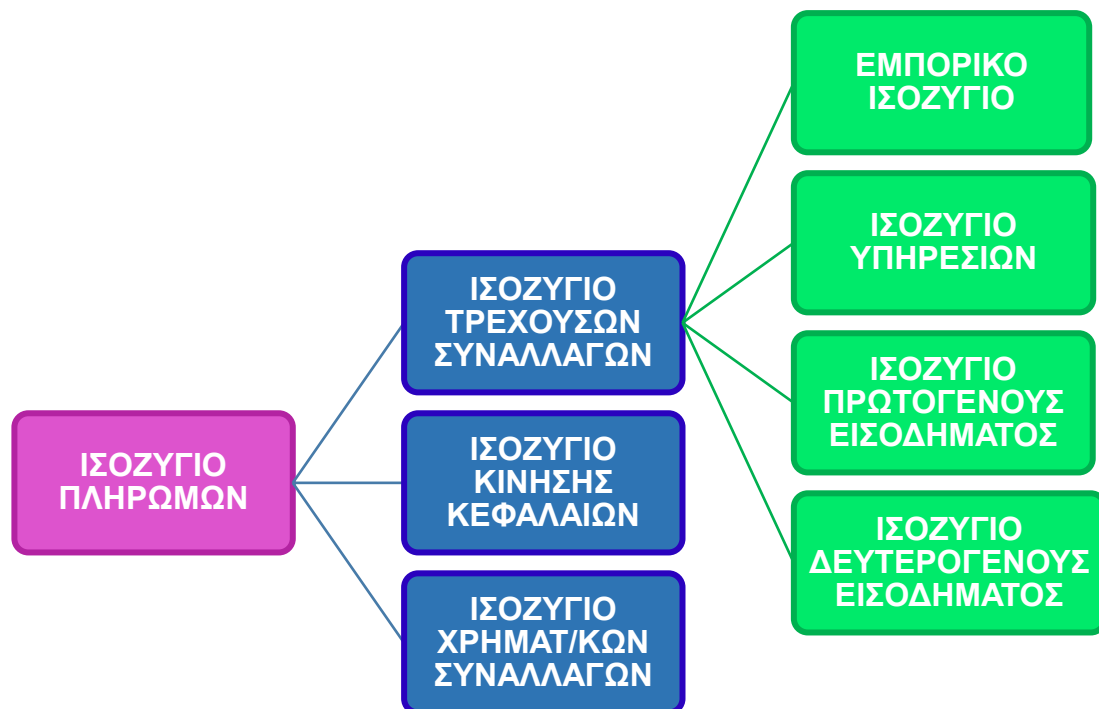 ΕΜΠΟΡΙΚΟ
ΙΣΟΖΥΓΙΟ
ΙΣΟΖΥΓΙΟ
ΥΠΗΡΕΣΙΩΝ
ΙΣΟΖΥΓΙΟ
ΤΡΕΧΟΥΣΩΝ
ΣΥΝΑΛΛΑΓΩΝ
ΙΣΟΖΥΓΙΟ
ΠΡΩΤΟΓΕΝΟΥΣ
ΕΙΣΟΔΗΜΑΤΟΣ
ΙΣΟΖΥΓΙΟ
ΠΛΗΡΩΜΩΝ
ΙΣΟΖΥΓΙΟ
ΚΙΝΗΣΗΣ
ΚΕΦΑΛΑΙΩΝ
ΙΣΟΖΥΓΙΟ
ΔΕΥΤΕΡΟΓΕΝΟΥΣ
ΕΙΣΟΔΗΜΑΤΟΣ
ΙΣΟΖΥΓΙΟ
ΧΡΗΜΑΤ/ΚΩΝ
ΣΥΝΑΛΛΑΓΩΝ